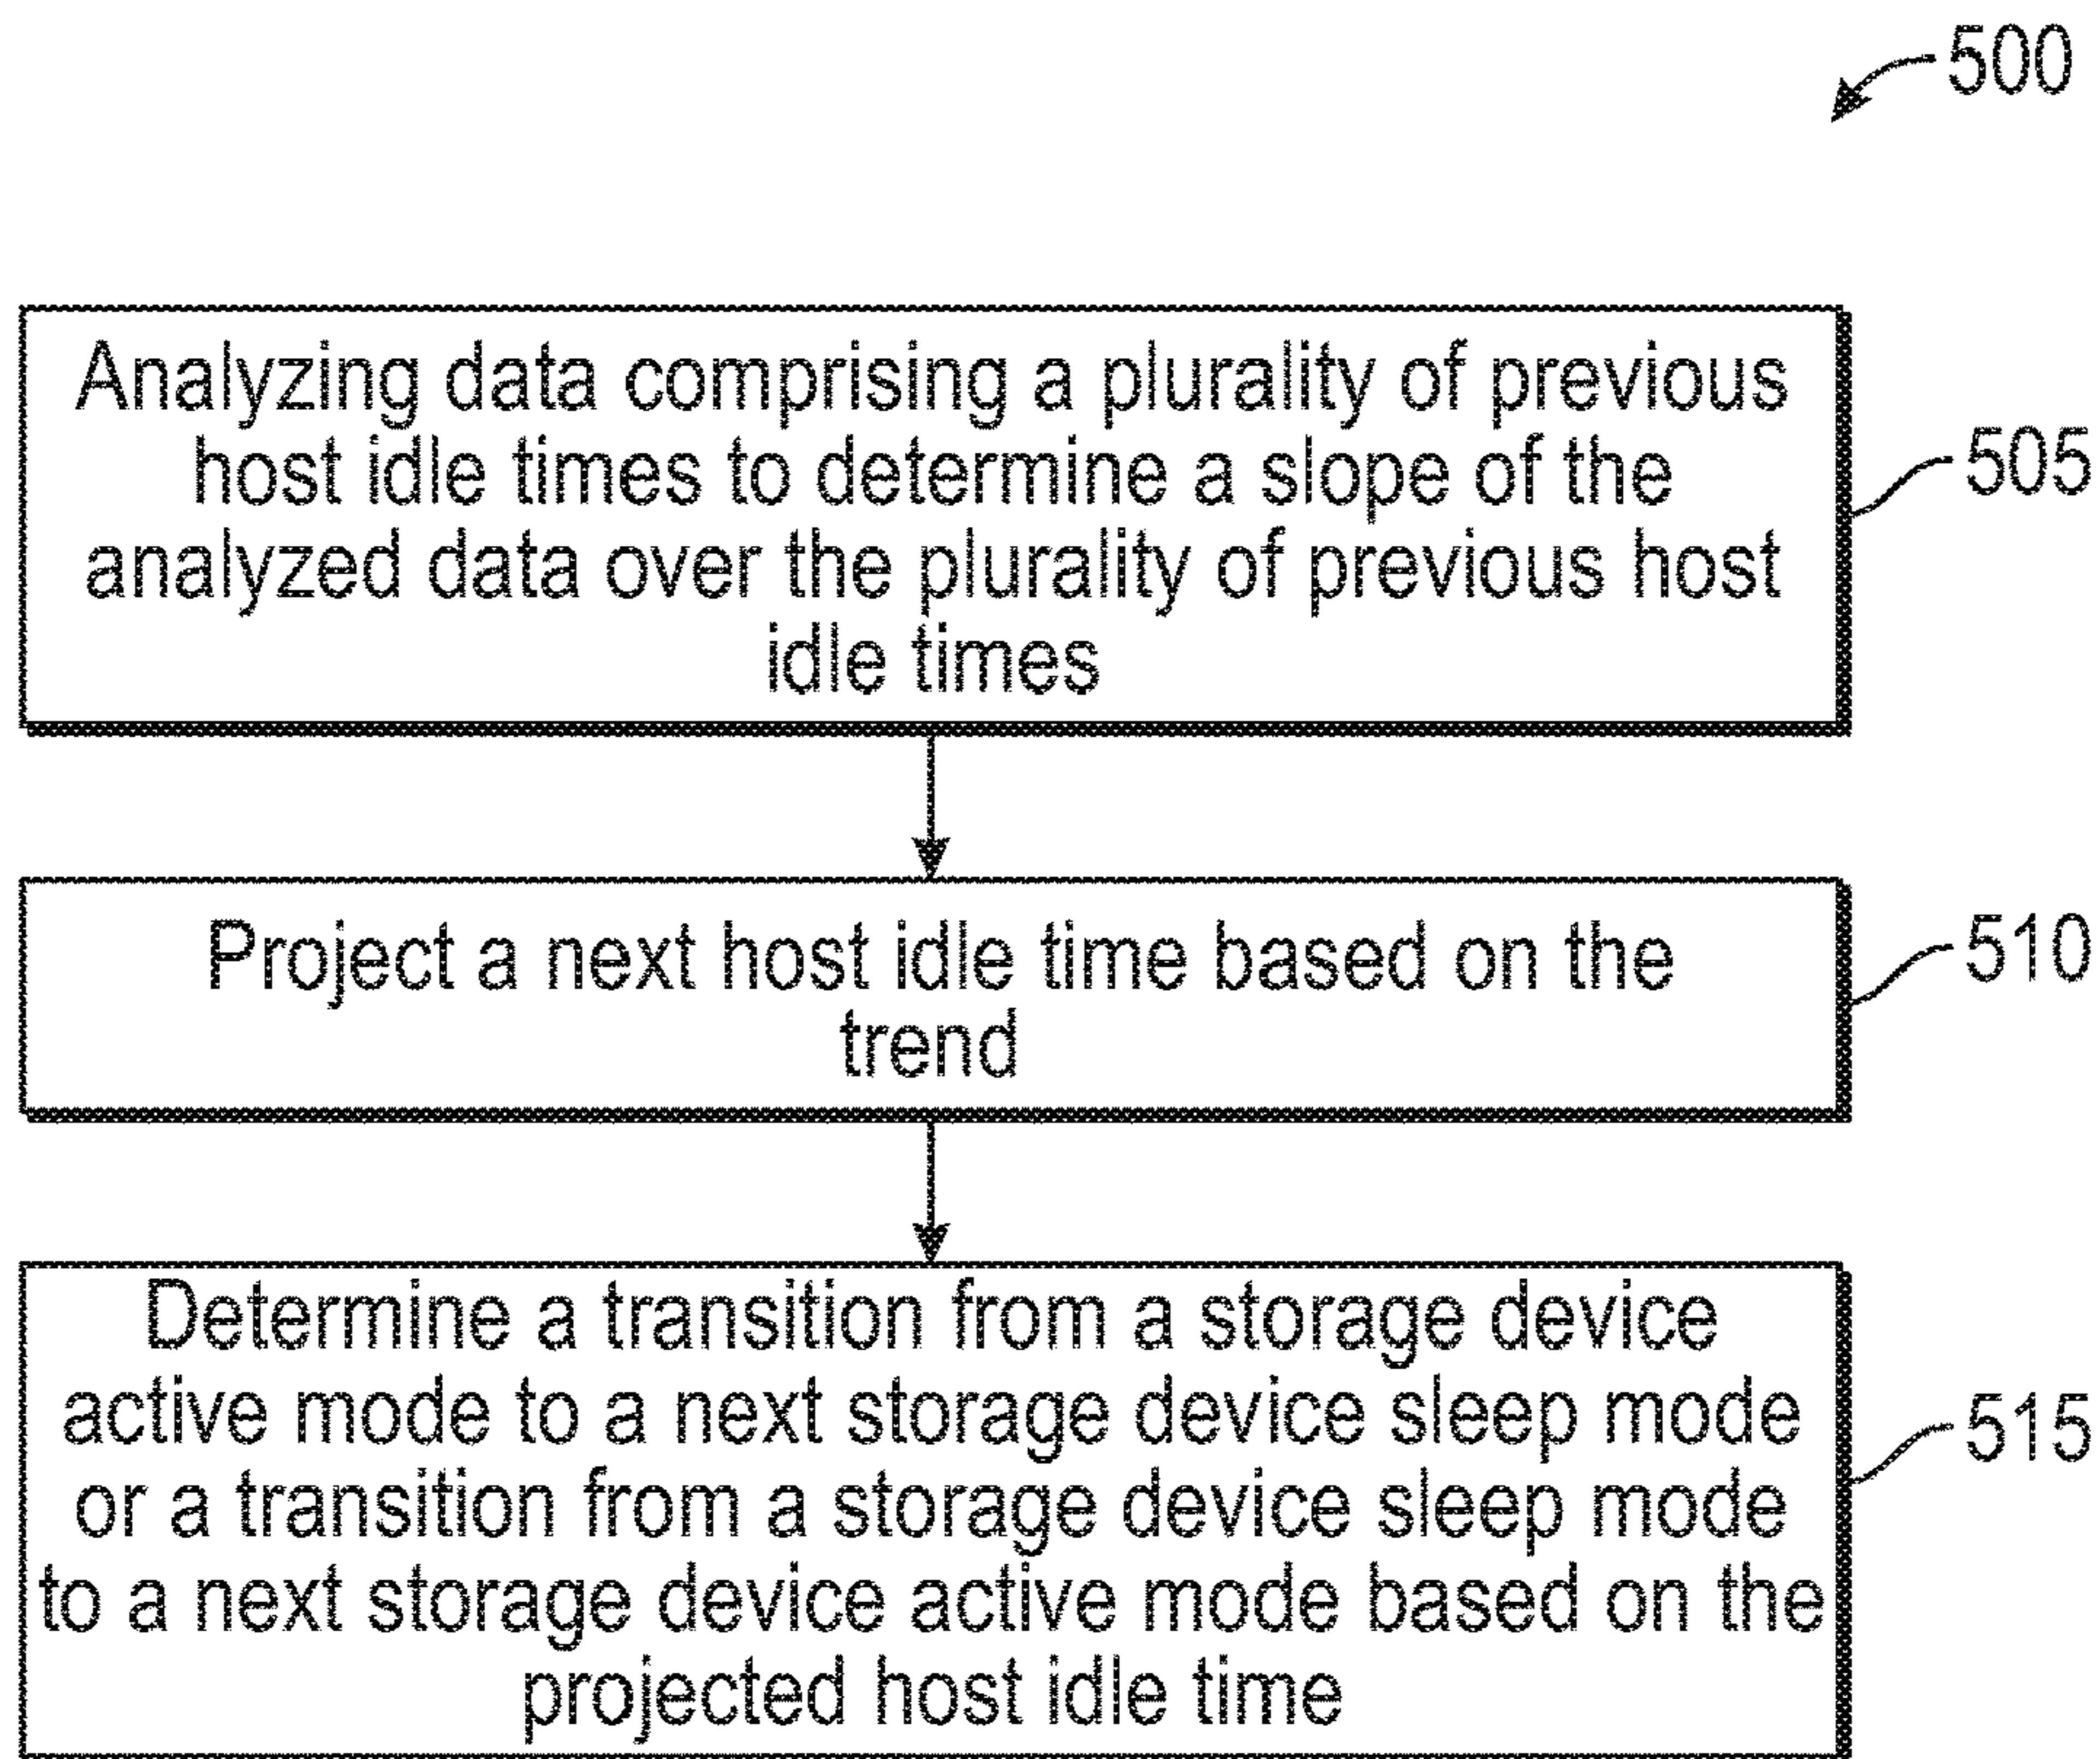 500
Analyzing data comprising a plurality of previous
host idle times to determine a slope of the
analyzed data over the plurality of previous host
idle times
505
Project a next host idle time based on the
trend
510
Determine a transition from a storage device
active mode to a next storage device sleep mode
or a transition from a storage device sleep mode
to a next storage device active mode based on the
projected host idle time
515